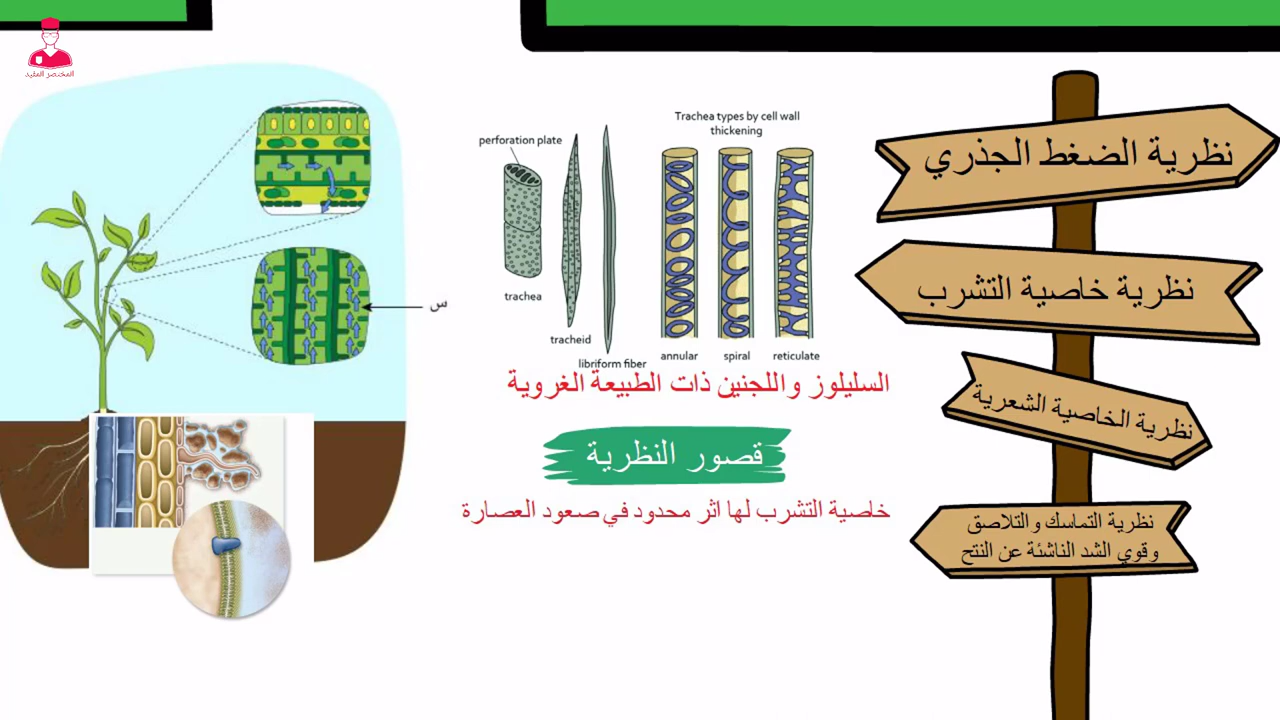 المختصر المفيد
نظرية الضغط الجذري
نظرية خاصية التشرب
نظرية الخاصية الشعرية
نظرية التماسك والتلاصق
وقوي الشد الناشئة عن النتح
Trachea types by cell wall
thickening
perforation plate
trachea
tracheid
libriform fiber
annular
spiral
reticulate
السليلوز واللجنين ذات الطبيعة الغروية
قصور النظرية
خاصية التشرب لها اثر محدود في صعود العصارة
س